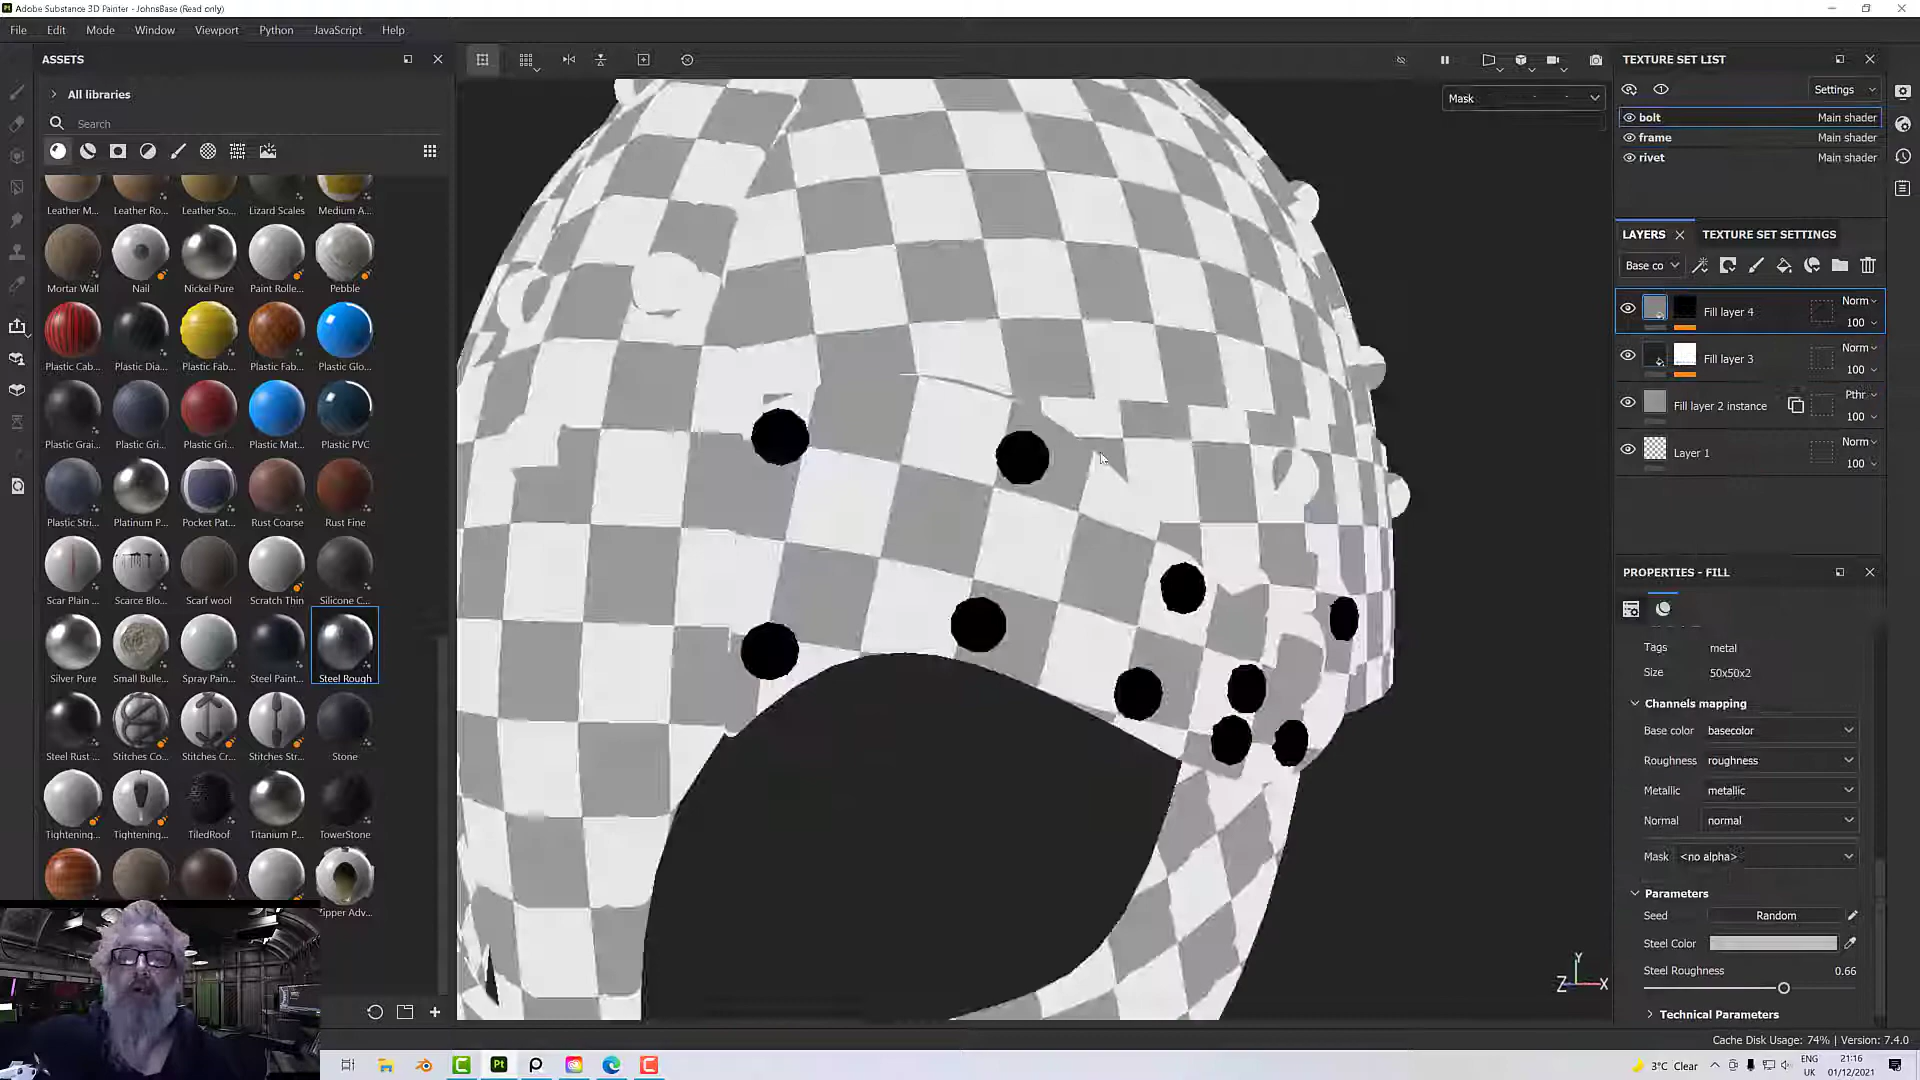 Adobe Substance 3D Painter - JohnsBase (Read only)
File Edit Mode Window Viewport Python JavaScript Help
ASSETS
All libraries
Search
Leather M... Leather Ro... Leather So... Lizard Scales Medium A...
Mortar Wall Nail Nickel Pure Paint Rolle... Pebble
Plastic Cab... Plastic Dia... Plastic Fab... Plastic Fab... Plastic Glo...
Plastic Grai... Plastic Gri... Plastic Gri... Plastic Mat... Plastic PVC
Plastic Stri... Platinum P... Pocket Pat... Rust Coarse Rust Fine
Scar Plain ... Scarce Blo... Scarf wool Scratch Thin Silicone C...
Silver Pure Small Bulle... Spray Pain... Steel Paint... Steel Rough
Steel Rust ... Stitches Co... Stitches Cr... Stitches Str... Stone
Tightening... Tightening... TiledRoof Titanium P... TowerStone
ipper Adv...
Mask
Y
Z X
TEXTURE SET LIST
Settings
bolt Main shader
frame Main shader
rivet Main shader
LAYERS TEXTURE SET SETTINGS
Base co
Fill layer 4 Norm 100
Fill layer 3 Norm 100
Fill layer 2 instance Pthr 100
Layer 1 Norm 100
PROPERTIES - FILL
Tags metal
Size 50x50x2
Channels mapping
Base color basecolor
Roughness roughness
Metallic metallic
Normal normal
Mask <no alpha>
Parameters
Seed Random
Steel Color
Steel Roughness 0.66
Technical Parameters
Cache Disk Usage: 74% | Version: 7.4.0
3°C Clear ENG UK 21:16 01/12/2021